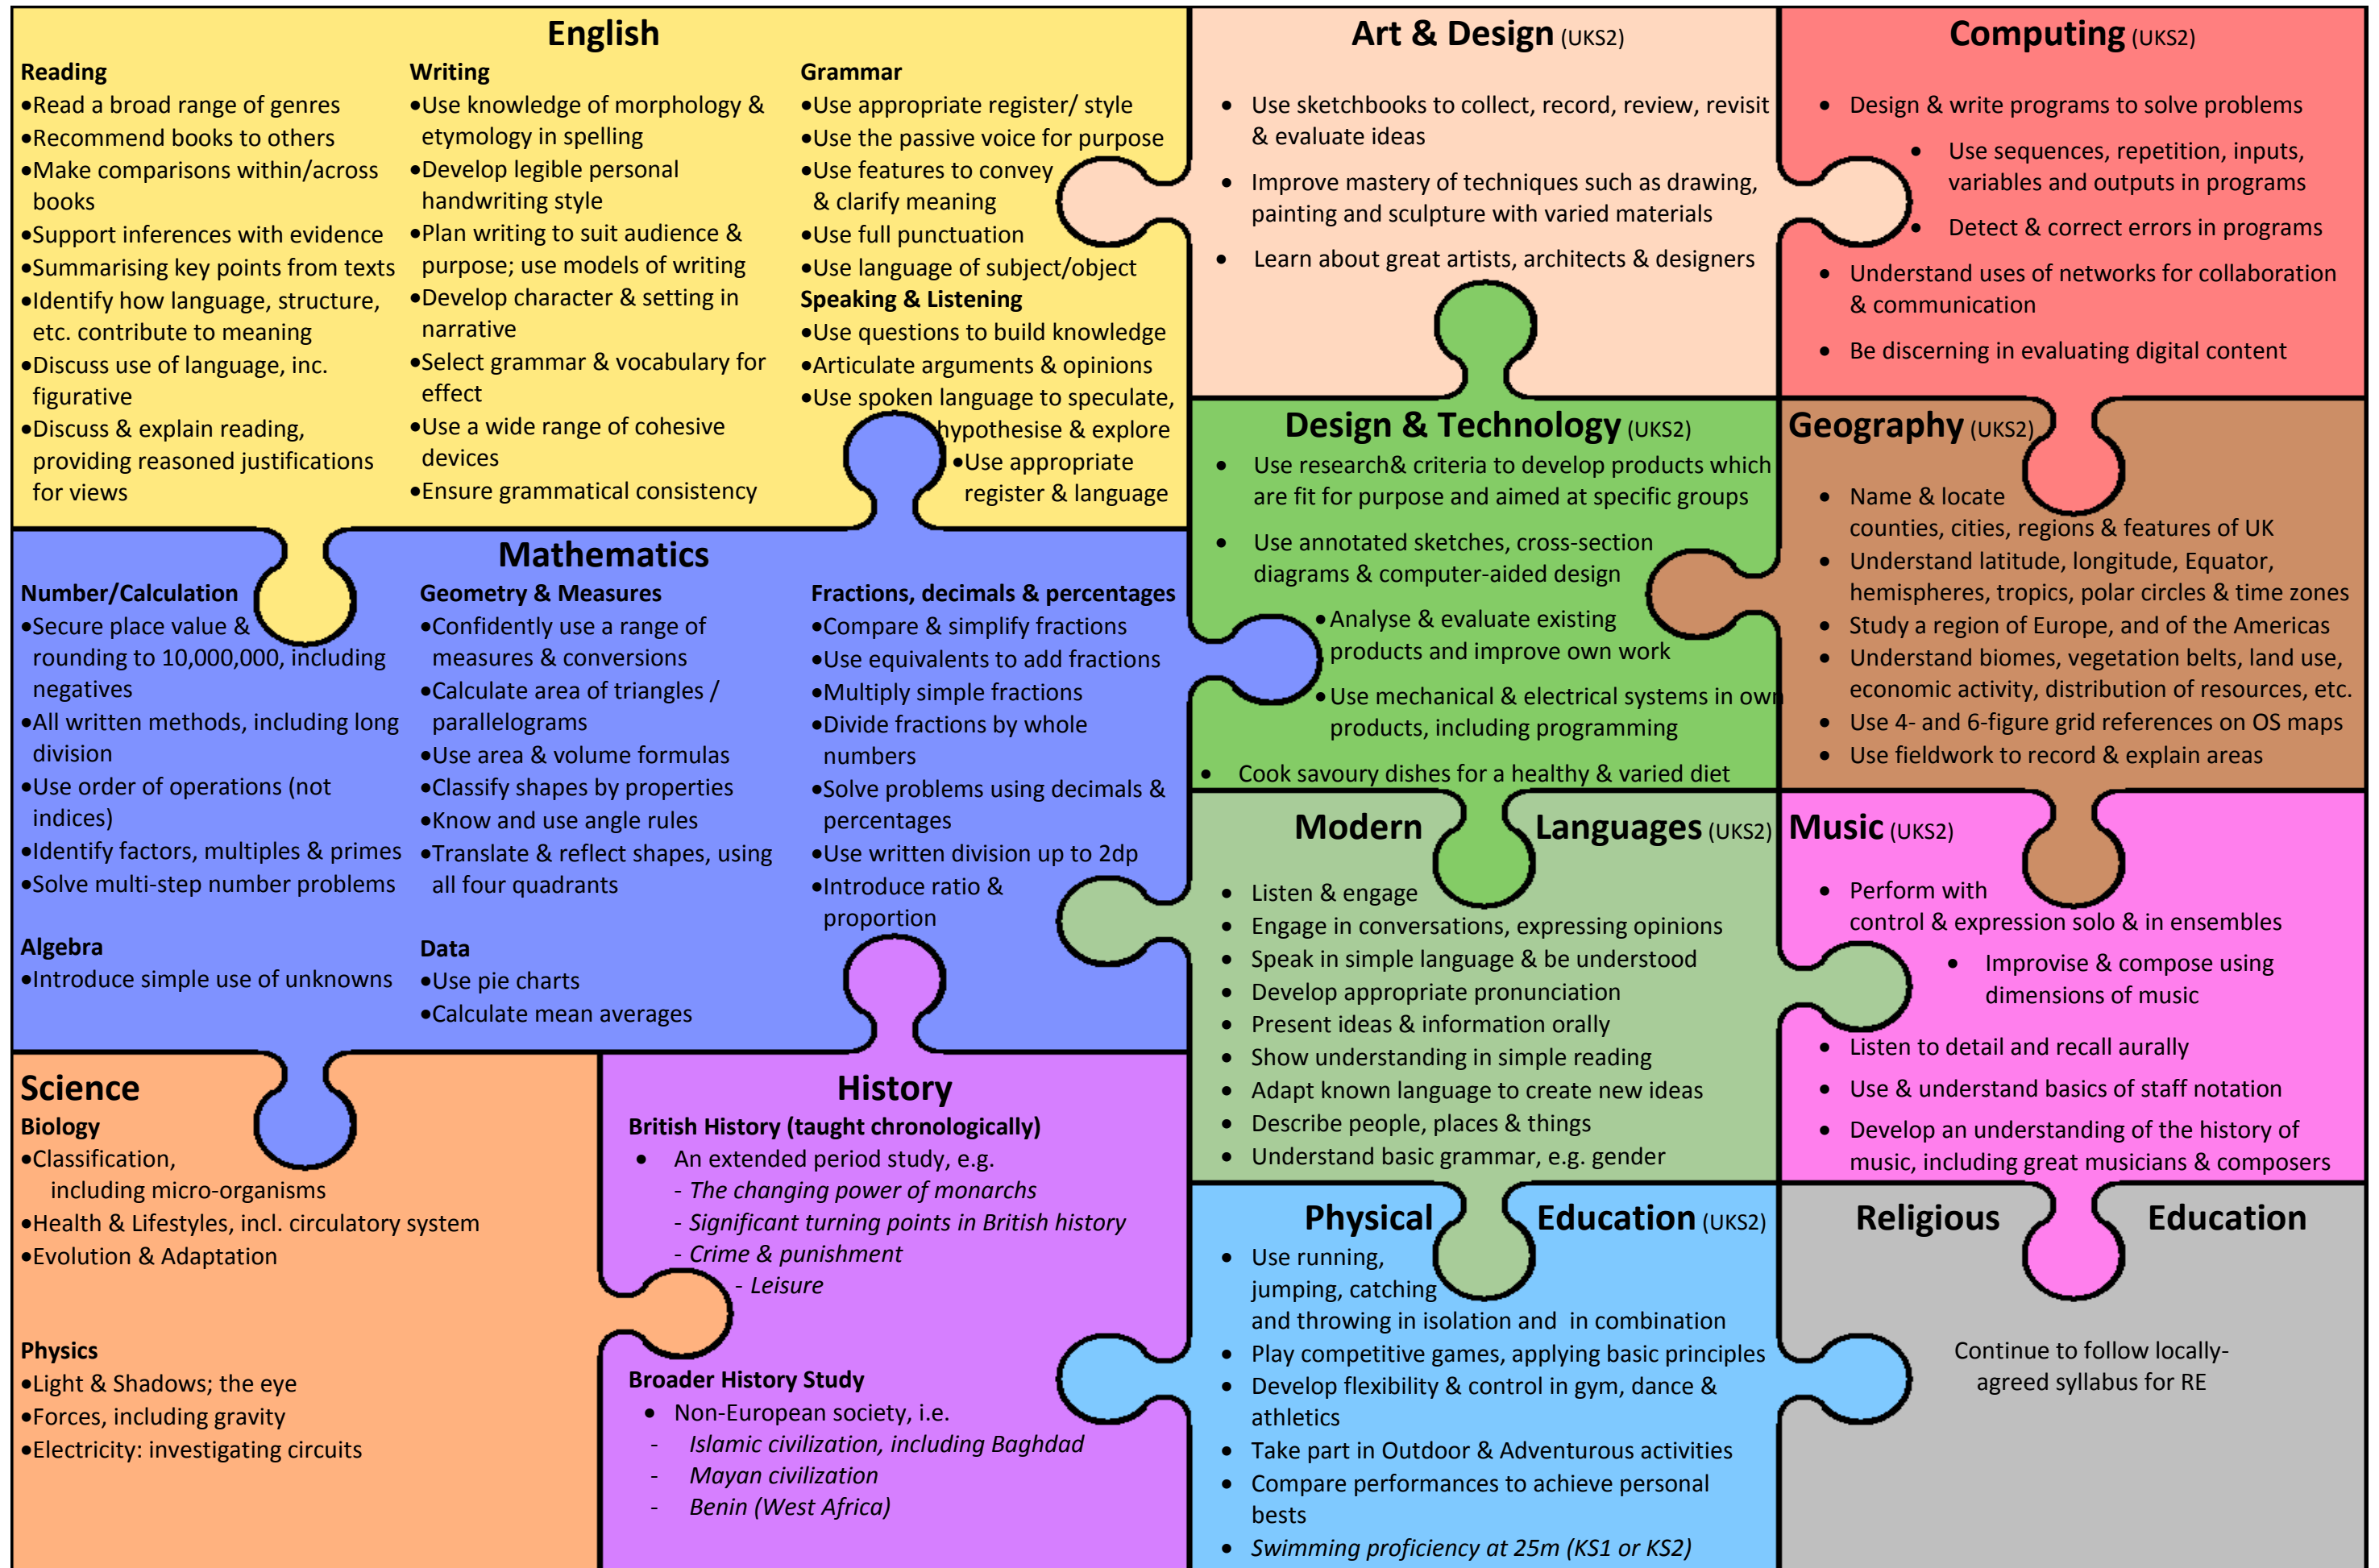 English
Reading
•Read a broad range of genres
•Recommend books to others
•Make comparisons within/across
books
•Support inferences with evidence
•Summarising key points from texts
•Identify how language, structure,
etc. contribute to meaning
•Discuss use of language, inc.
figurative
•Discuss & explain reading,
providing reasoned justifications
for views
Writing
•Use knowledge of morphology &
etymology in spelling
•Develop legible personal
handwriting style
•Plan writing to suit audience &
purpose; use models of writing
•Develop character & setting in
narrative
•Select grammar & vocabulary for
effect
•Use a wide range of cohesive
devices
•Ensure grammatical consistency
Grammar
•Use appropriate register/ style
•Use the passive voice for purpose
•Use features to convey
& clarify meaning
•Use full punctuation
•Use language of subject/object
Speaking & Listening
•Use questions to build knowledge
•Articulate arguments & opinions
•Use spoken language to speculate,
hypothesise & explore
•Use appropriate
register & language
Art & Design (UKS2)
• Use sketchbooks to collect, record, review, revisit
& evaluate ideas
• Improve mastery of techniques such as drawing,
painting and sculpture with varied materials
• Learn about great artists, architects & designers
Computing (UKS2)
• Design & write programs to solve problems
• Use sequences, repetition, inputs,
variables and outputs in programs
• Detect & correct errors in programs
• Understand uses of networks for collaboration
& communication
• Be discerning in evaluating digital content
Mathematics
Number/Calculation
•Secure place value &
rounding to 10,000,000, including
negatives
•All written methods, including long
division
•Use order of operations (not
indices)
•Identify factors, multiples & primes
•Solve multi-step number problems
Algebra
•Introduce simple use of unknowns
Geometry & Measures
•Confidently use a range of
measures & conversions
•Calculate area of triangles /
parallelograms
•Use area & volume formulas
•Classify shapes by properties
•Know and use angle rules
•Translate & reflect shapes, using
all four quadrants
Data
•Use pie charts
•Calculate mean averages
Fractions, decimals & percentages
•Compare & simplify fractions
•Use equivalents to add fractions
•Multiply simple fractions
•Divide fractions by whole
numbers
•Solve problems using decimals &
percentages
•Use written division up to 2dp
•Introduce ratio &
proportion
Design & Technology (UKS2)
• Use research& criteria to develop products which
are fit for purpose and aimed at specific groups
• Use annotated sketches, cross-section
diagrams & computer-aided design
•Analyse & evaluate existing
products and improve own work
•Use mechanical & electrical systems in own
products, including programming
• Cook savoury dishes for a healthy & varied diet
Geography (UKS2)
• Name & locate
counties, cities, regions & features of UK
• Understand latitude, longitude, Equator,
hemispheres, tropics, polar circles & time zones
• Study a region of Europe, and of the Americas
• Understand biomes, vegetation belts, land use,
economic activity, distribution of resources, etc.
• Use 4- and 6-figure grid references on OS maps
• Use fieldwork to record & explain areas
Modern Languages (UKS2)
• Listen & engage
• Engage in conversations, expressing opinions
• Speak in simple language & be understood
• Develop appropriate pronunciation
• Present ideas & information orally
• Show understanding in simple reading
• Adapt known language to create new ideas
• Describe people, places & things
• Understand basic grammar, e.g. gender
Music (UKS2)
• Perform with
control & expression solo & in ensembles
• Improvise & compose using
dimensions of music
• Listen to detail and recall aurally
• Use & understand basics of staff notation
• Develop an understanding of the history of
music, including great musicians & composers
Science
Biology
•Classification,
including micro-organisms
•Health & Lifestyles, incl. circulatory system
•Evolution & Adaptation
Physics
•Light & Shadows; the eye
•Forces, including gravity
•Electricity: investigating circuits
History
British History (taught chronologically)
• An extended period study, e.g.
- The changing power of monarchs
- Significant turning points in British history
- Crime & punishment
- Leisure
Broader History Study
• Non-European society, i.e.
- Islamic civilization, including Baghdad
- Mayan civilization
- Benin (West Africa)
Physical Education (UKS2)
• Use running,
jumping, catching
and throwing in isolation and in combination
• Play competitive games, applying basic principles
• Develop flexibility & control in gym, dance &
athletics
• Take part in Outdoor & Adventurous activities
• Compare performances to achieve personal
bests
• Swimming proficiency at 25m (KS1 or KS2)
Religious Education
Continue to follow locally-
agreed syllabus for RE